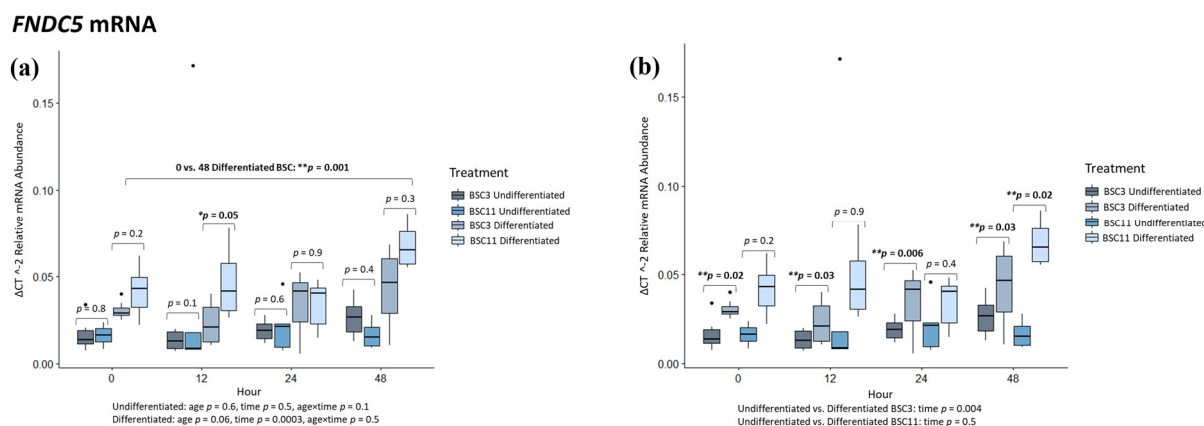 FNDC5 mRNA
(a)
ΔCT ^-2 Relative mRNA Abundance
0.15
0.10
0.05
0.00
0 vs. 48 Differentiated BSC: **p = 0.001
p = 0.8
p = 0.2
p = 0.1
*p = 0.05
p = 0.6
p = 0.9
p = 0.4
p = 0.3
0
12
24
48
Hour
Undifferentiated: age p = 0.6, time p = 0.5, age×time p = 0.1
Differentiated: age p = 0.06, time p = 0.0003, age×time p = 0.5
Treatment
BSC3 Undifferentiated
BSC11 Undifferentiated
BSC3 Differentiated
BSC11 Differentiated
(b)
ΔCT ^-2 Relative mRNA Abundance
0.15
0.10
0.05
0.00
**p = 0.02
p = 0.2
**p = 0.03
p = 0.9
**p = 0.006
p = 0.4
**p = 0.03
**p = 0.02
0
12
24
48
Hour
Undifferentiated vs. Differentiated BSC3: time p = 0.004
Undifferentiated vs. Differentiated BSC11: time p = 0.5
Treatment
BSC3 Undifferentiated
BSC3 Differentiated
BSC11 Undifferentiated
BSC11 Differentiated